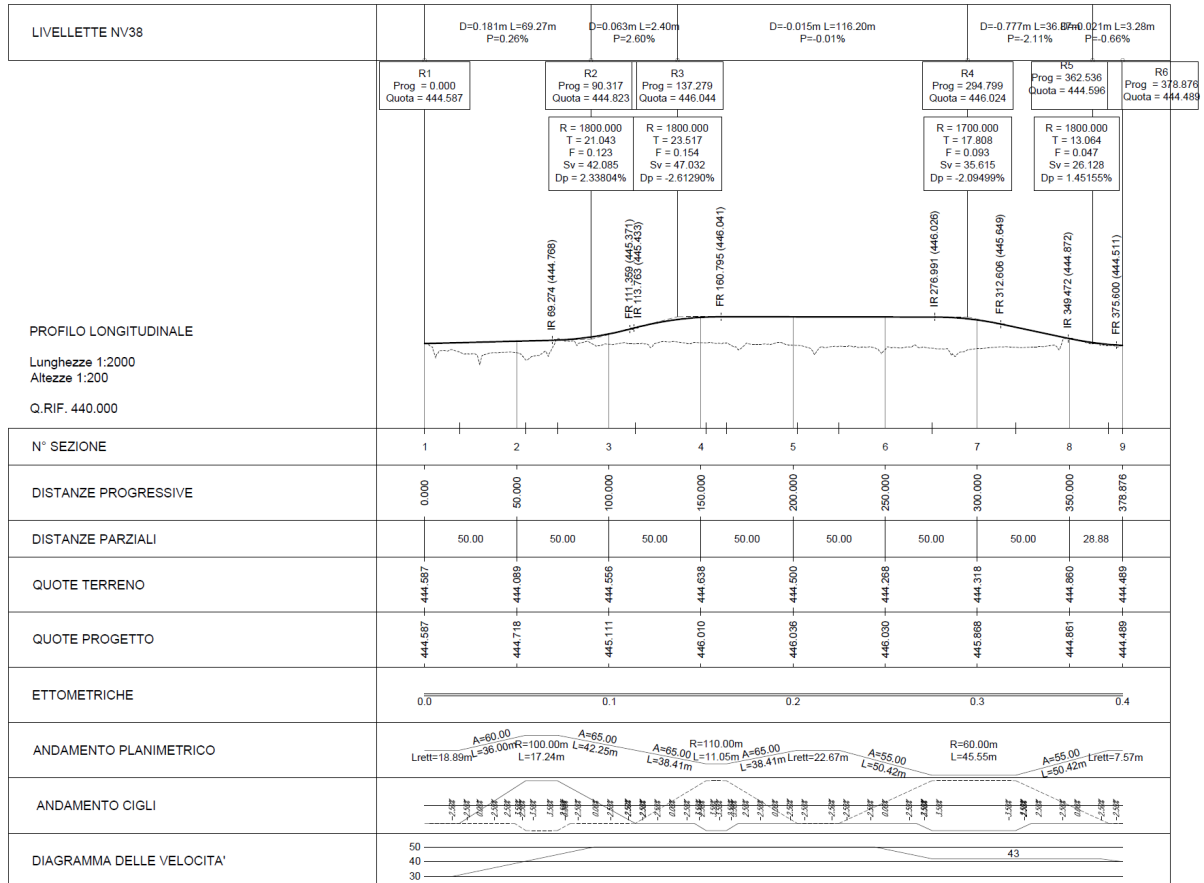 LIVELLETTE NV38
D=0.181m L=69.27m
P=0.26%
D=0.063m L=2.40m
P=2.60%
D=-0.015m L=116.20m
P=-0.01%
D=-0.777m L=36.87m
P=-2.11%
L=3.28m
P=-0.66%
R1
Prog = 0.000
Quota = 444.587
R2
Prog = 90.317
Quota = 444.823
R3
Prog = 137.279
Quota = 446.044
R4
Prog = 294.799
Quota = 446.024
R5
Prog = 362.536
Quota = 444.596
R6
Prog = 378.876
Quota = 444.489
R = 1800.000
T = 21.043
F = 0.123
Sv = 42.085
Dp = 2.33804%
R = 1800.000
T = 23.517
F = 0.154
Sv = 47.032
Dp = -2.61290%
R = 1700.000
T = 17.808
F = 0.093
Sv = 35.615
Dp = -2.09499%
R = 1800.000
T = 13.064
F = 0.047
Sv = 26.128
Dp = 1.45155%
IR 69.274 (444.768)
FR 111.359 (445.371)
IR 113.763 (445.433)
FR 160.795 (446.041)
IR 276.991 (446.026)
FR 312.606 (445.649)
IR 349.472 (444.872)
FR 375.600 (444.511)
PROFILO LONGITUDINALE
Lunghezze 1:2000
Altezze 1:200
Q.RIF. 440.000
N° SEZIONE
1 2 3 4 5 6 7 8 9
DISTANZE PROGRESSIVE
0.000 50.000 100.000 150.000 200.000 250.000 300.000 350.000 378.876
DISTANZE PARZIALI
50.00 50.00 50.00 50.00 50.00 50.00 50.00 28.88
QUOTE TERRENO
444.587 444.089 444.556 444.638 444.500 444.268 444.318 444.860 444.489
QUOTE PROGETTO
444.587 444.718 445.111 446.010 446.036 446.030 445.868 444.861 444.489
ETTOMETRICHE
0.0 0.1 0.2 0.3 0.4
ANDAMENTO PLANIMETRICO
Lrett=18.89m
A=60.00
L=36.00m
R=100.00m
L=17.24m
A=65.00
L=42.25m
A=65.00
L=38.41m
R=110.00m
L=11.05m
A=65.00
L=38.41m
Lrett=22.67m
A=55.00
L=50.42m
R=60.00m
L=45.55m
A=55.00
L=50.42m
Lrett=7.57m
ANDAMENTO CIGLI
DIAGRAMMA DELLE VELOCITA'
50
40
30
43